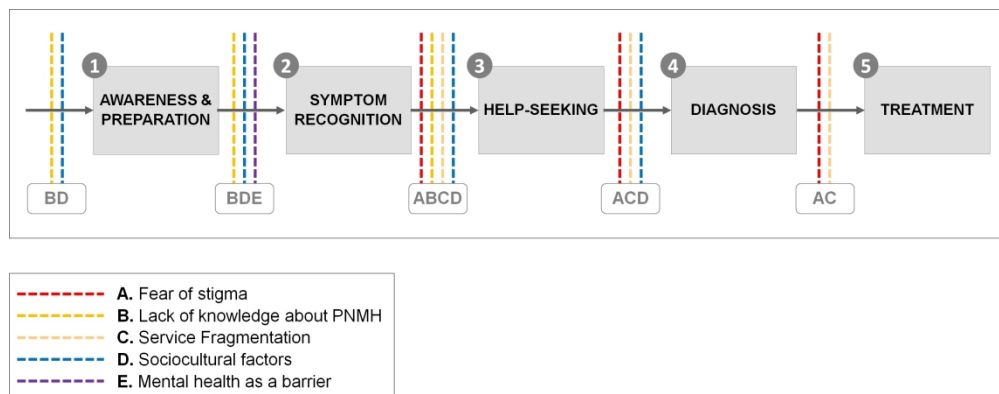 1
AWARENESS &
PREPARATION
2
SYMPTOM
RECOGNITION
3
HELP-SEEKING
4
DIAGNOSIS
5
TREATMENT
BD
BDE
ABCD
ACD
AC
A. Fear of stigma
B. Lack of knowledge about PNMH
C. Service Fragmentation
D. Sociocultural factors
E. Mental health as a barrier